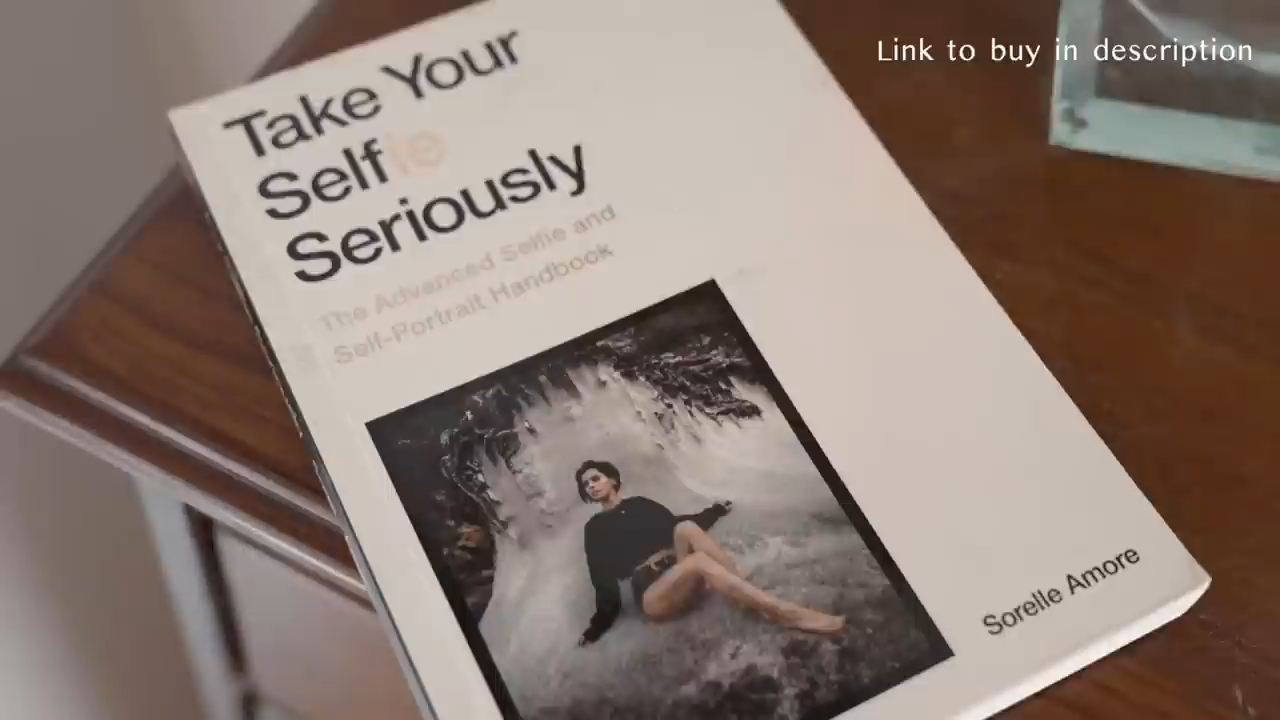 Link to buy in description
Take Your
Selfie
Seriously
The Advanced Selfie and
Self-Portrait Handbook
Sorelle Amore